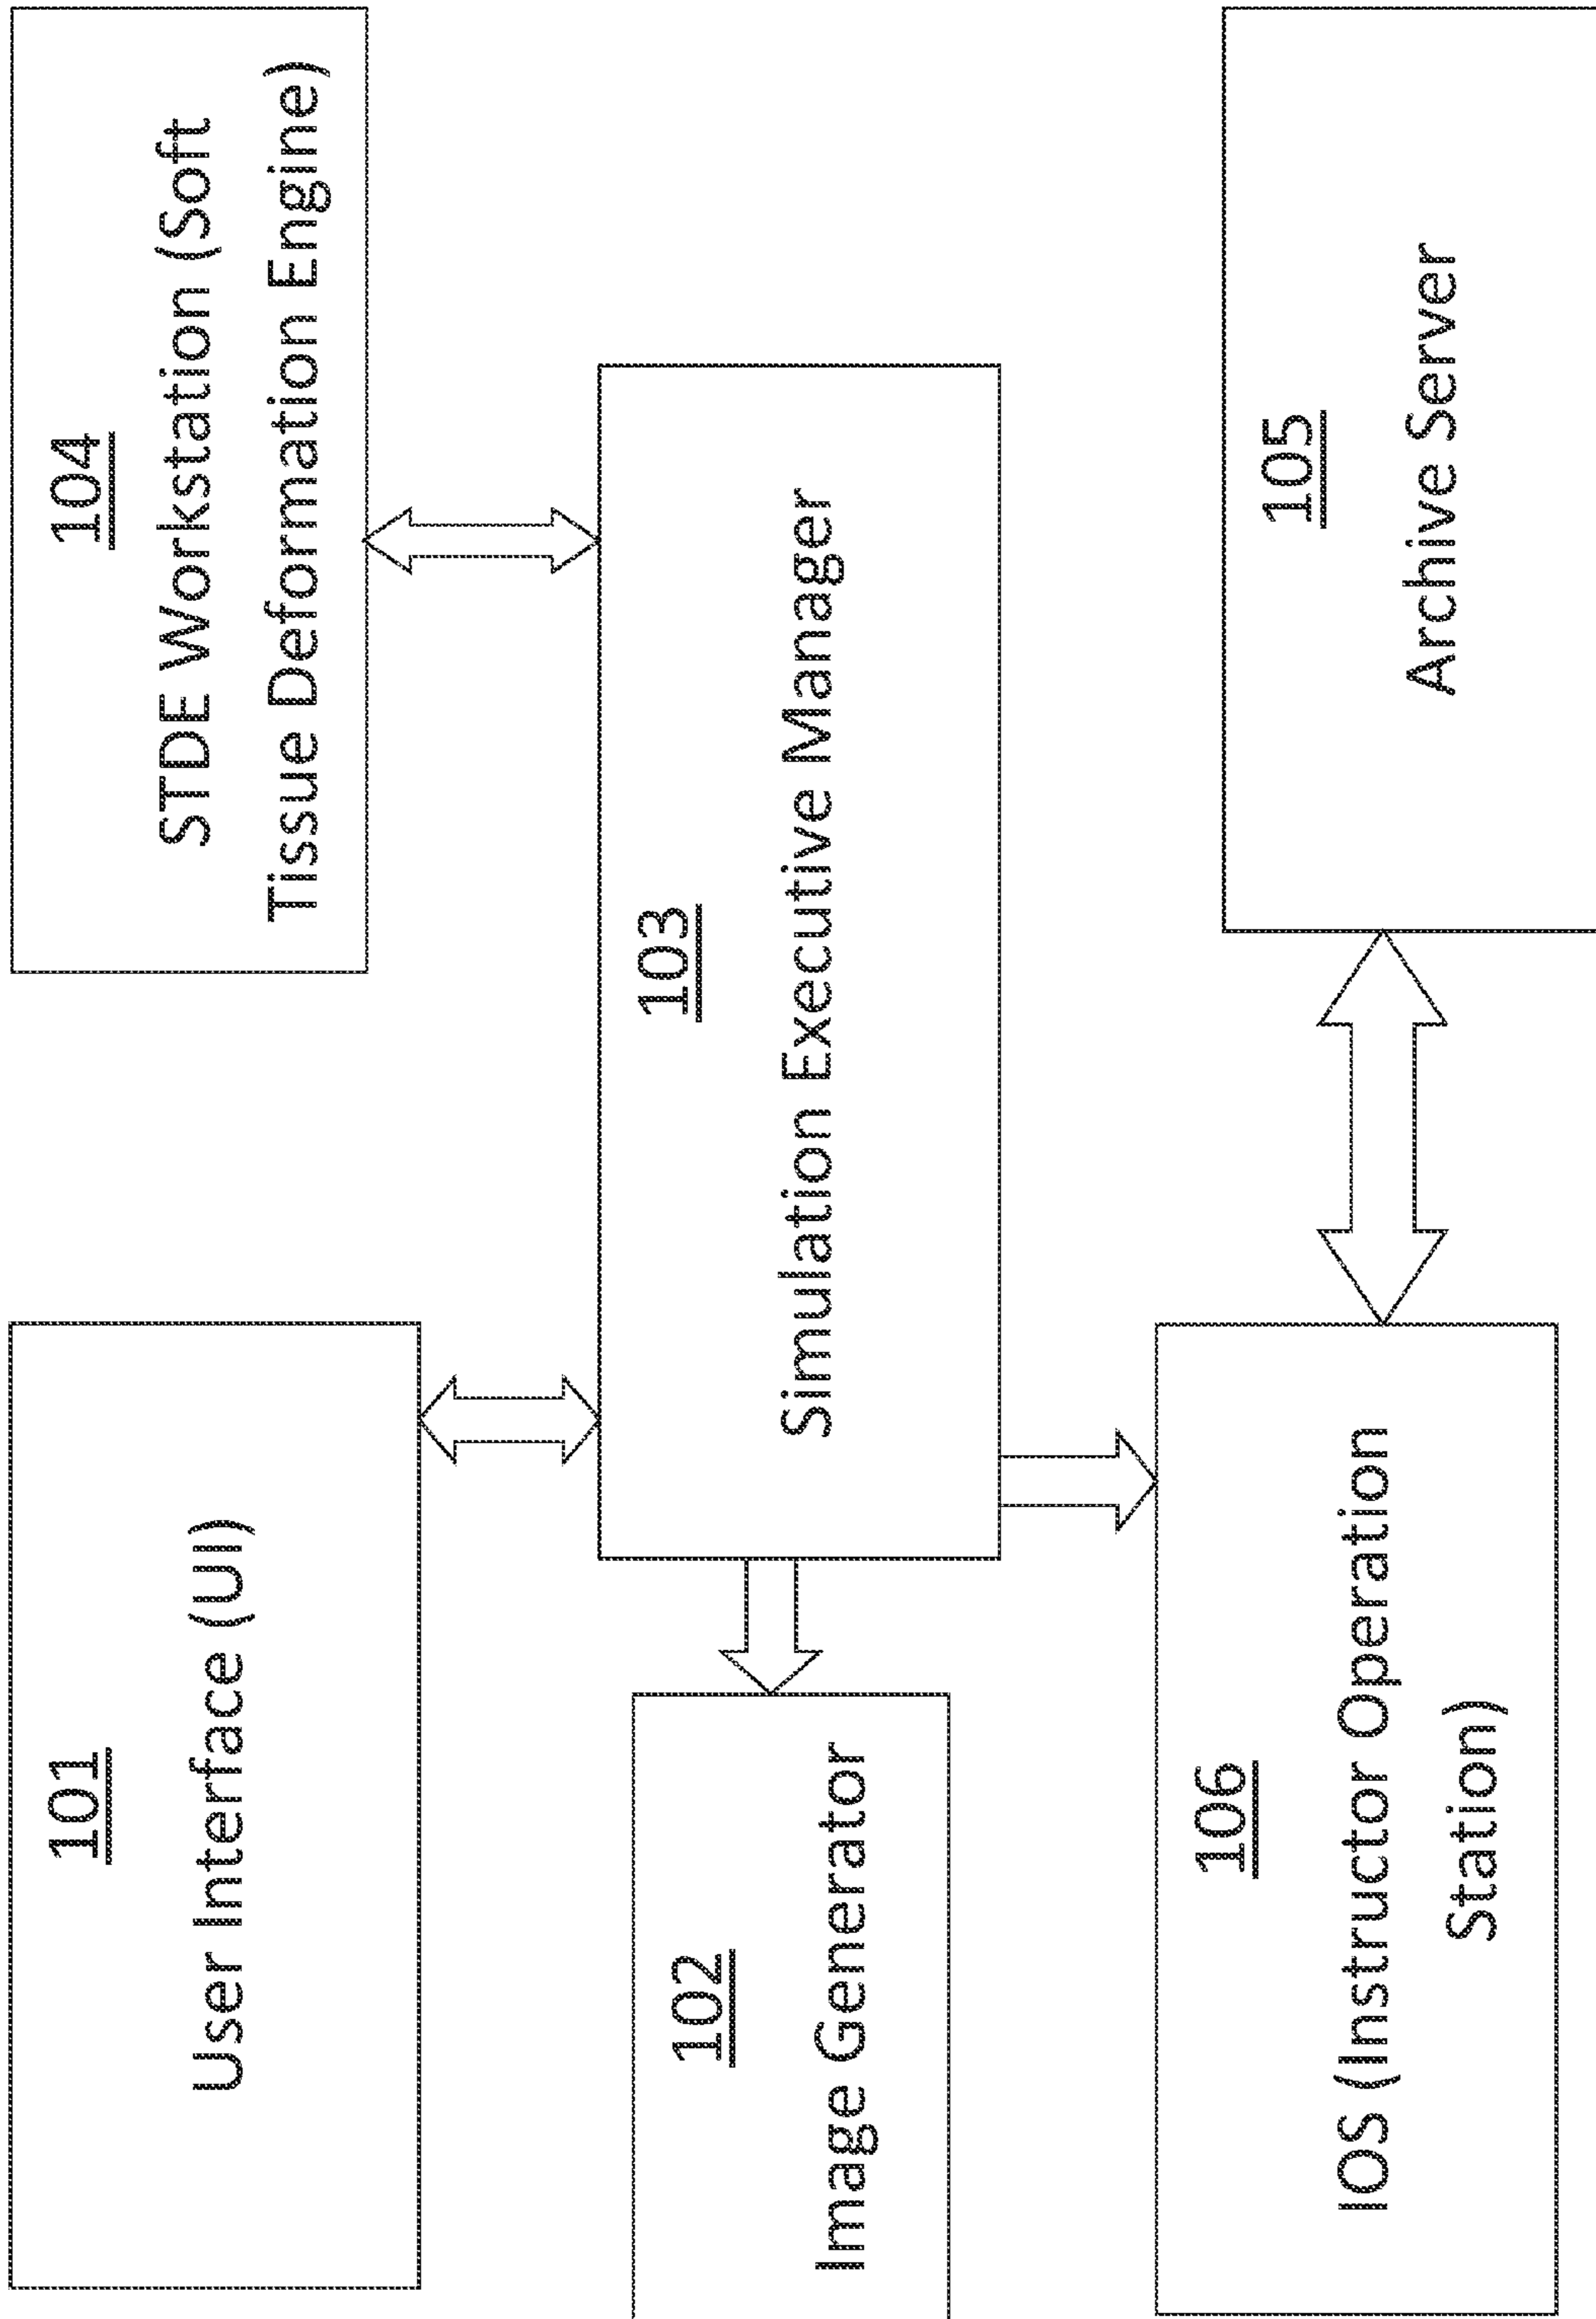 101
User Interface (UI)
104
STDE Workstation (Soft
Tissue Deformation Engine)
102
Image Generator
103
Simulation Executive Manager
106
IOS (Instructor Operation
Station)
105
Archive Server